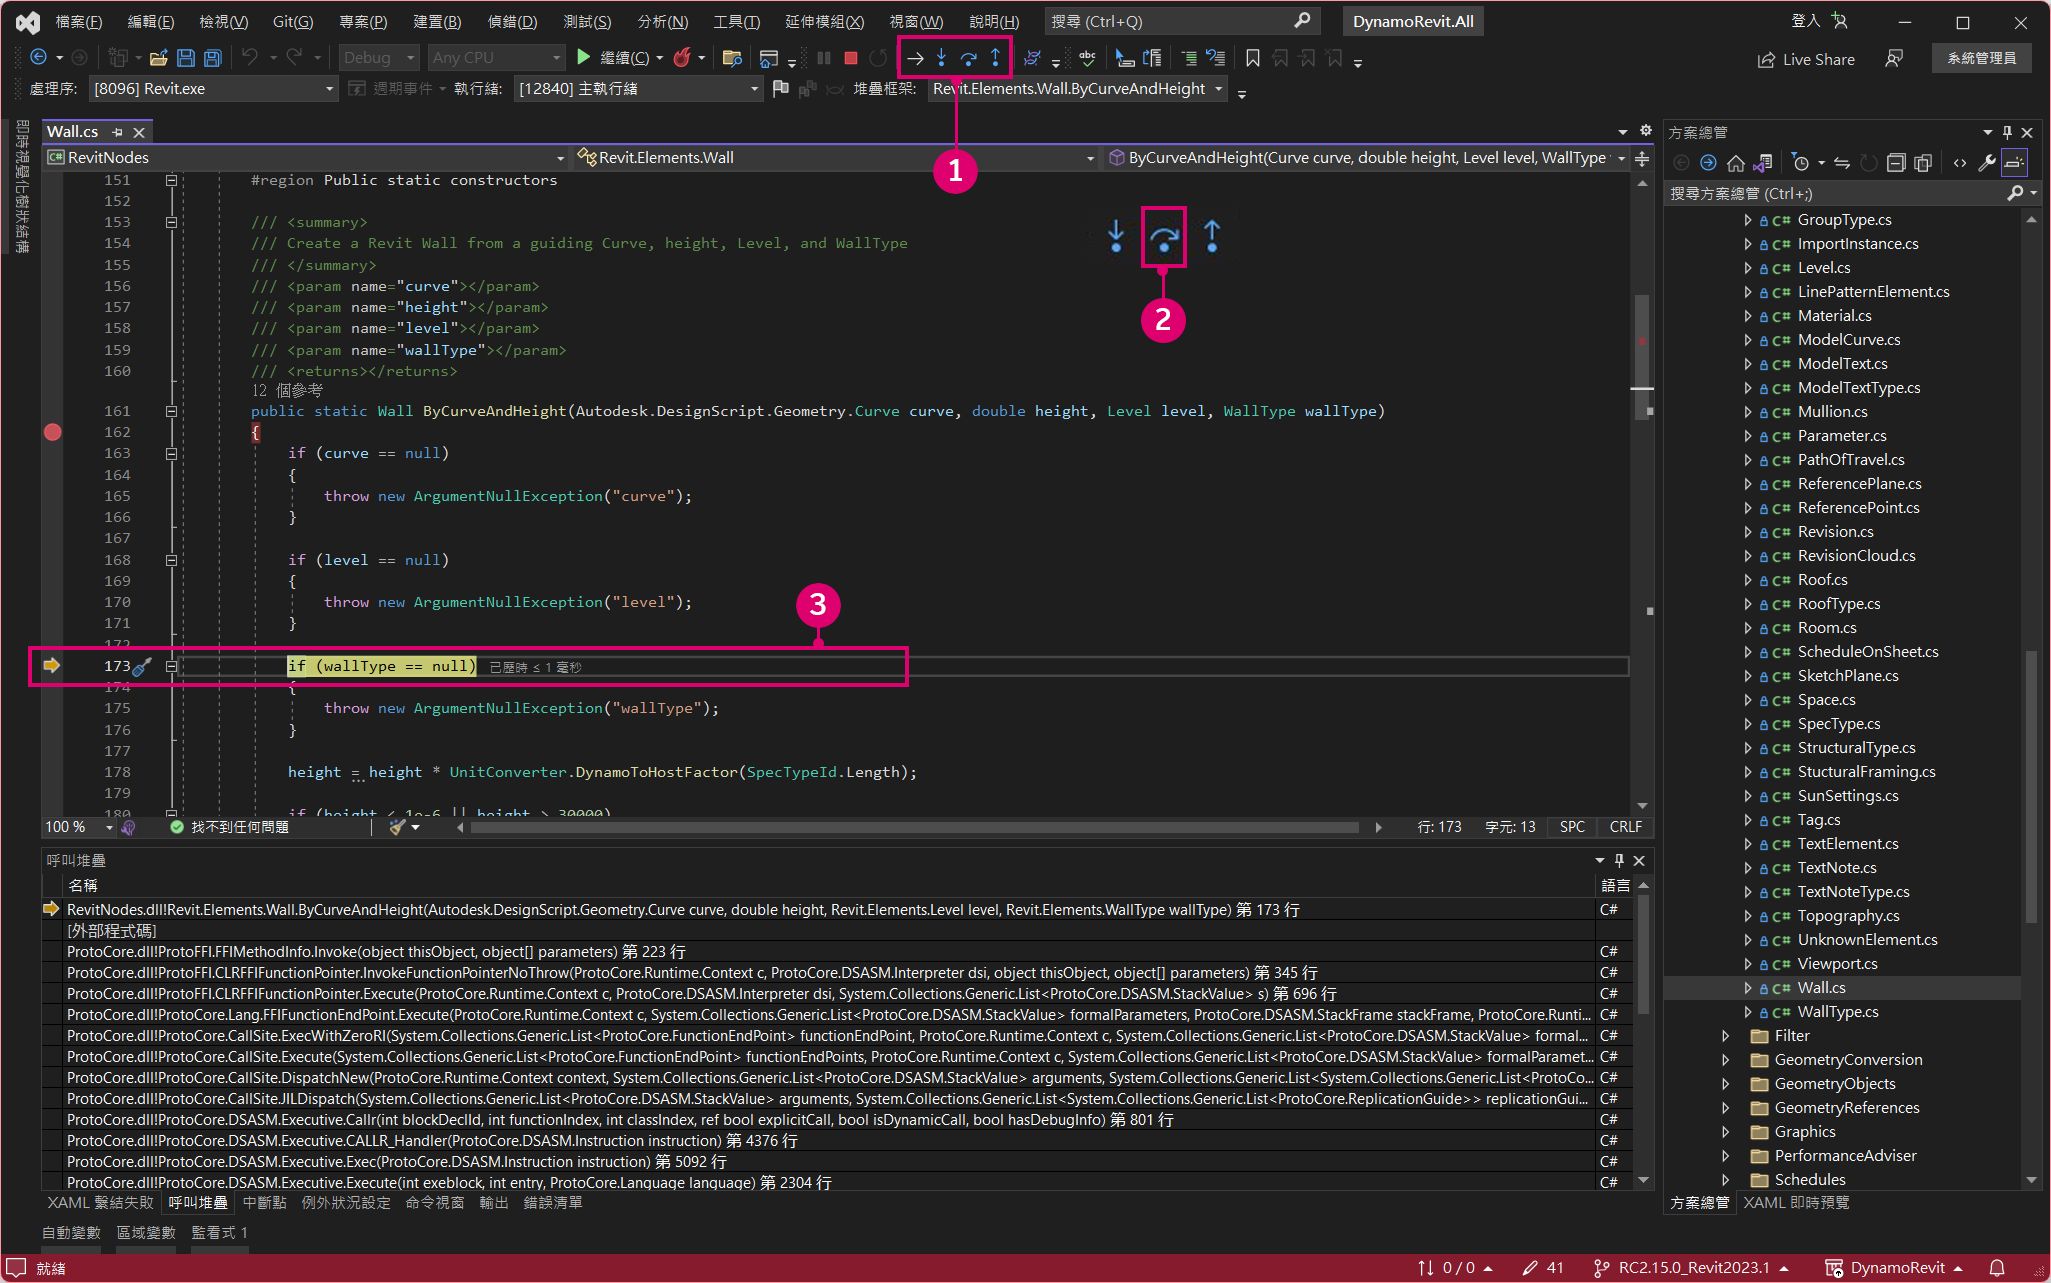 檔案(F) 編輯(E) 檢視(V) Git(G) 專案(P) 建置(B) 偵錯(D) 測試(S) 分析(N) 工具(T) 延伸模組(X) 視窗(W) 說明(H) 搜尋 (Ctrl+Q) DynamoRevit.All 登入
Debug Any CPU 繼續(C) abc Live Share 系統管理員
處理序: [8096] Revit.exe 週期事件 執行緒: [12840] 主執行緒 堆疊框架: Revit.Elements.Wall.ByCurveAndHeight
即時視覺化樹狀結構
Wall.cs
RevitNodes Revit.Elements.Wall ByCurveAndHeight(Curve curve, double height, Level level, WallType
1
2
3
151 #region Public static constructors
152
153 /// <summary>
154 /// Create a Revit Wall from a guiding Curve, height, Level, and WallType
155 /// </summary>
156 /// <param name="curve"></param>
157 /// <param name="height"></param>
158 /// <param name="level"></param>
159 /// <param name="wallType"></param>
160 /// <returns></returns>
12 個參考
161 public static Wall ByCurveAndHeight(Autodesk.DesignScript.Geometry.Curve curve, double height, Level level, WallType wallType)
162 {
163 if (curve == null)
164 {
165 throw new ArgumentNullException("curve");
166 }
167
168 if (level == null)
169 {
170 throw new ArgumentNullException("level");
171 }
172
173 if (wallType == null) 已歷時 ≤ 1 毫秒
174 {
175 throw new ArgumentNullException("wallType");
176 }
177
178 height = height * UnitConverter.DynamoToHostFactor(SpecTypeId.Length);
179
180 if (height < 1e-6 || height > 30000)
100 % 找不到任何問題 行: 173 字元: 13 SPC CRLF
呼叫堆疊
名稱 語言
RevitNodes.dll!Revit.Elements.Wall.ByCurveAndHeight(Autodesk.DesignScript.Geometry.Curve curve, double height, Revit.Elements.Level level, Revit.Elements.WallType wallType) 第 173 行 C#
[外部程式碼]
ProtoCore.dll!ProtoFFI.FFIMethodInfo.Invoke(object thisObject, object[] parameters) 第 223 行 C#
ProtoCore.dll!ProtoFFI.CLRFFIFunctionPointer.InvokeFunctionPointerNoThrow(ProtoCore.Runtime.Context c, ProtoCore.DSASM.Interpreter dsi, object thisObject, object[] parameters) 第 345 行 C#
ProtoCore.dll!ProtoFFI.CLRFFIFunctionPointer.Execute(ProtoCore.Runtime.Context c, ProtoCore.DSASM.Interpreter dsi, System.Collections.Generic.List<ProtoCore.DSASM.StackValue> s) 第 696 行 C#
ProtoCore.dll!ProtoCore.Lang.FFIFunctionEndPoint.Execute(ProtoCore.Runtime.Context c, System.Collections.Generic.List<ProtoCore.DSASM.StackValue> formalParameters, ProtoCore.DSASM.StackFrame stackFrame, ProtoCore.Runti... C#
ProtoCore.dll!ProtoCore.CallSite.ExecWithZeroRI(System.Collections.Generic.List<ProtoCore.FunctionEndPoint> functionEndPoint, ProtoCore.Runtime.Context c, System.Collections.Generic.List<ProtoCore.DSASM.StackValue> formal... C#
ProtoCore.dll!ProtoCore.CallSite.Execute(System.Collections.Generic.List<ProtoCore.FunctionEndPoint> functionEndPoints, ProtoCore.Runtime.Context c, System.Collections.Generic.List<ProtoCore.DSASM.StackValue> formalParamet... C#
ProtoCore.dll!ProtoCore.CallSite.DispatchNew(ProtoCore.Runtime.Context context, System.Collections.Generic.List<ProtoCore.DSASM.StackValue> arguments, System.Collections.Generic.List<System.Collections.Generic.List<ProtoCo... C#
ProtoCore.dll!ProtoCore.CallSite.JILDispatch(System.Collections.Generic.List<ProtoCore.DSASM.StackValue> arguments, System.Collections.Generic.List<System.Collections.Generic.List<ProtoCore.ReplicationGuide>> replicationGui... C#
ProtoCore.dll!ProtoCore.DSASM.Executive.Callr(int blockDeclId, int functionIndex, int classIndex, ref bool explicitCall, bool isDynamicCall, bool hasDebugInfo) 第 801 行 C#
ProtoCore.dll!ProtoCore.DSASM.Executive.CALLR_Handler(ProtoCore.DSASM.Instruction instruction) 第 4376 行 C#
ProtoCore.dll!ProtoCore.DSASM.Executive.Exec(ProtoCore.DSASM.Instruction instruction) 第 5092 行 C#
ProtoCore.dll!ProtoCore.DSASM.Executive.Execute(int exeblock, int entry, ProtoCore.Language language) 第 2304 行 C#
XAML 繫結失敗 呼叫堆疊 中斷點 例外狀況設定 命令視窗 輸出 錯誤清單
自動變數 區域變數 監看式 1
方案總管
搜尋方案總管 (Ctrl+;)
C# GroupType.cs
C# ImportInstance.cs
C# Level.cs
C# LinePatternElement.cs
C# Material.cs
C# ModelCurve.cs
C# ModelText.cs
C# ModelTextType.cs
C# Mullion.cs
C# Parameter.cs
C# PathOfTravel.cs
C# ReferencePlane.cs
C# ReferencePoint.cs
C# Revision.cs
C# RevisionCloud.cs
C# Roof.cs
C# RoofType.cs
C# Room.cs
C# ScheduleOnSheet.cs
C# SketchPlane.cs
C# Space.cs
C# SpecType.cs
C# StructuralType.cs
C# StucturalFraming.cs
C# SunSettings.cs
C# Tag.cs
C# TextElement.cs
C# TextNote.cs
C# TextNoteType.cs
C# Topography.cs
C# UnknownElement.cs
C# Viewport.cs
C# Wall.cs
C# WallType.cs
Filter
GeometryConversion
GeometryObjects
GeometryReferences
Graphics
PerformanceAdviser
Schedules
方案總管 XAML 即時預覽
就緒 0 / 0 41 RC2.15.0_Revit2023.1 DynamoRevit